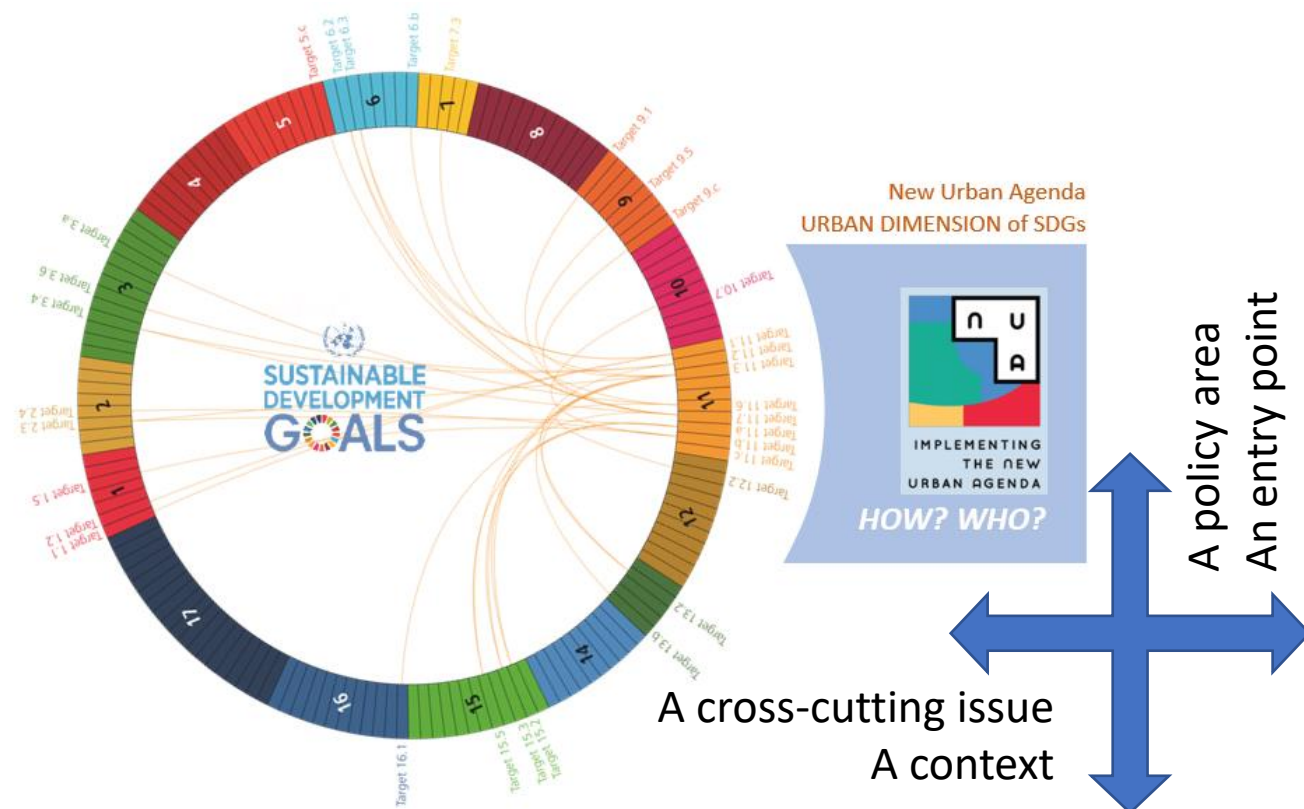 Target 5.c
Target 6.2
Target 6.3
Target 6.b
Target 7.3
Target 9.1
Target 9.5
Target 9.c
Target 10.7
Target 11.1
Target 11.2
Target 11.3
Target 11.6
Target 11.7
Target 11.a
Target 11.b
Target 11.c
Target 12.2
Target 13.2
Target 13.b
Target 15.2
Target 15.3
Target 15.5
Target 16.1
Target 1.1
Target 1.2
Target 1.5
Target 2.3
Target 2.4
Target 3.4
Target 3.6
Target 3.a
1
2
3
4
5
6
7
8
9
10
11
12
14
15
16
17
SUSTAINABLE
DEVELOPMENT
GOALS
New Urban Agenda
URBAN DIMENSION of SDGs
N U
A
IMPLEMENTING
THE NEW
URBAN AGENDA
HOW? WHO?
A policy area
An entry point
A cross-cutting issue
A context